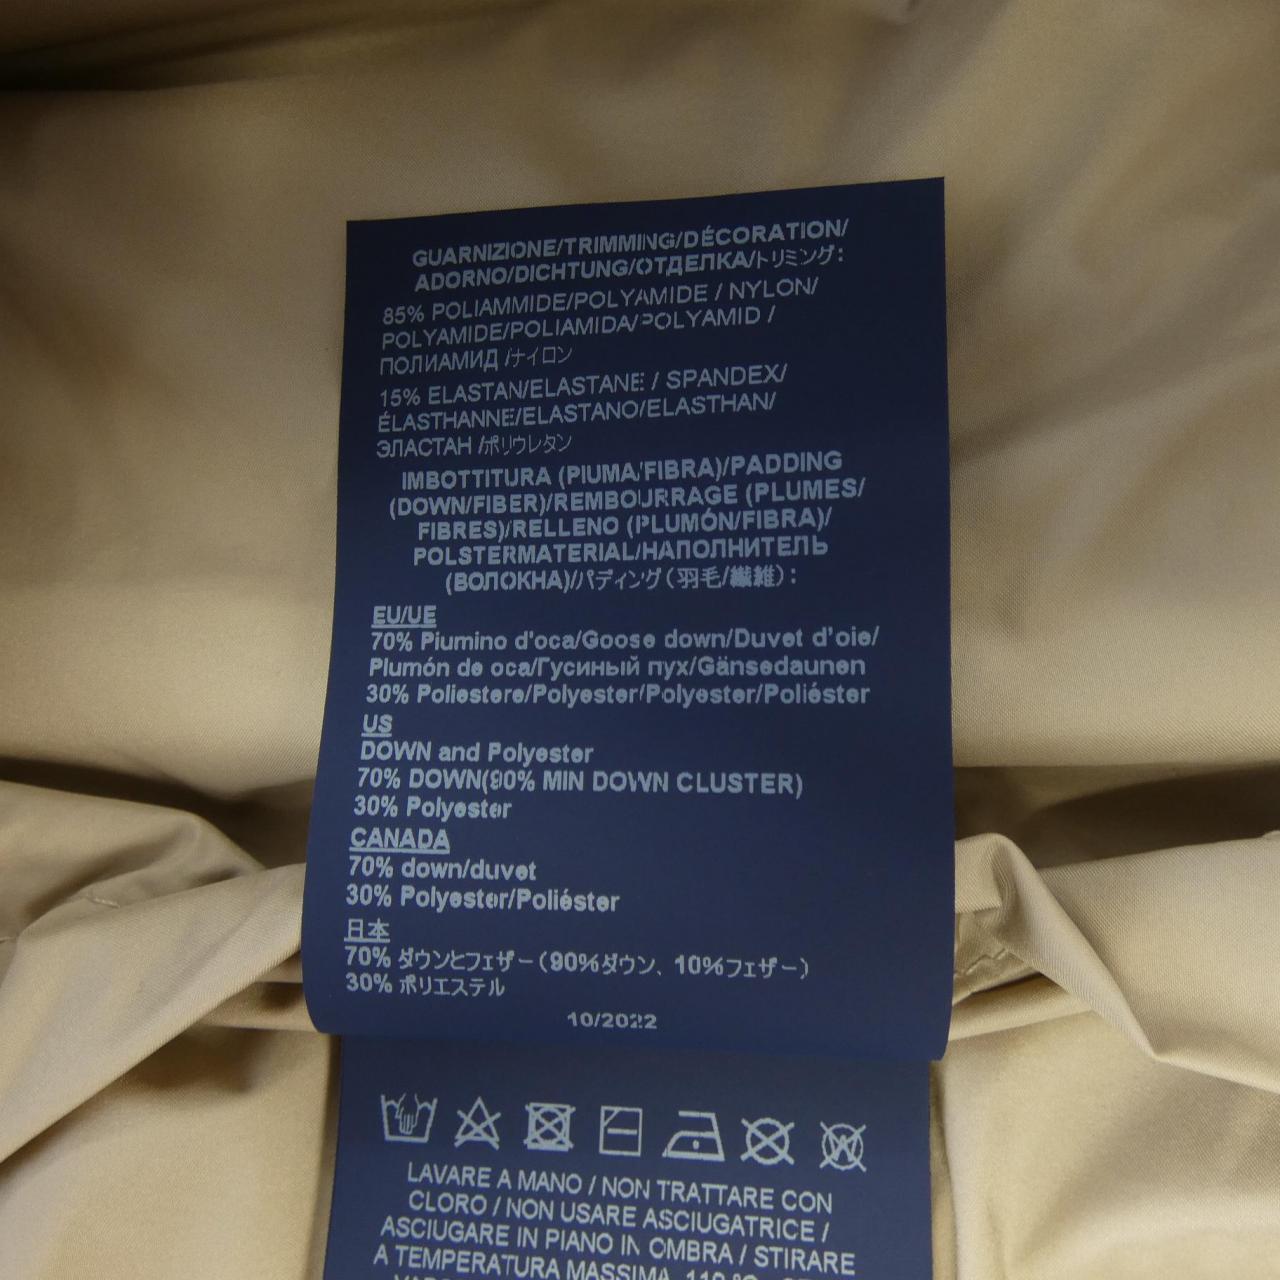 GUARNIZIONE/TRIMMING/DÉCORATION/
ADORNO/DICHTUNG/ОТДЕЛКА/トリミング:
85% POLIAMMIDE/POLYAMIDE / NYLON/
POLYAMIDE/POLIAMIDA/POLYAMID /
ПОЛИАМИД /ナイロン
15% ELASTAN/ELASTANE / SPANDEX/
ÉLASTHANNE/ELASTANO/ELASTHAN/
ЭЛАСТАН /ポリウレタン
IMBOTTITURA (PIUMA/FIBRA)/PADDING
(DOWN/FIBER)/REMBOURRAGE (PLUMES/
FIBRES)/RELLENO (PLUMÓN/FIBRA)/
POLSTERMATERIAL/НАПОЛНИТЕЛЬ
(ВОЛОКНА)/パディング(羽毛/繊維):
EU/UE
70% Piumino d'oca/Goose down/Duvet d'oie/
Plumón de oca/Гусиный пух/Gänsedaunen
30% Poliestere/Polyester/Polyester/Poliéster
US
DOWN and Polyester
70% DOWN(90% MIN DOWN CLUSTER)
30% Polyester
CANADA
70% down/duvet
30% Polyester/Poliéster
日本
70% ダウンとフェザー(90%ダウン、10%フェザー)
30% ポリエステル
10/2022
LAVARE A MANO / NON TRATTARE CON
CLORO / NON USARE ASCIUGATRICE /
ASCIUGARE IN PIANO IN OMBRA / STIRARE
A TEMPERATURA MASSIMA 110 °C